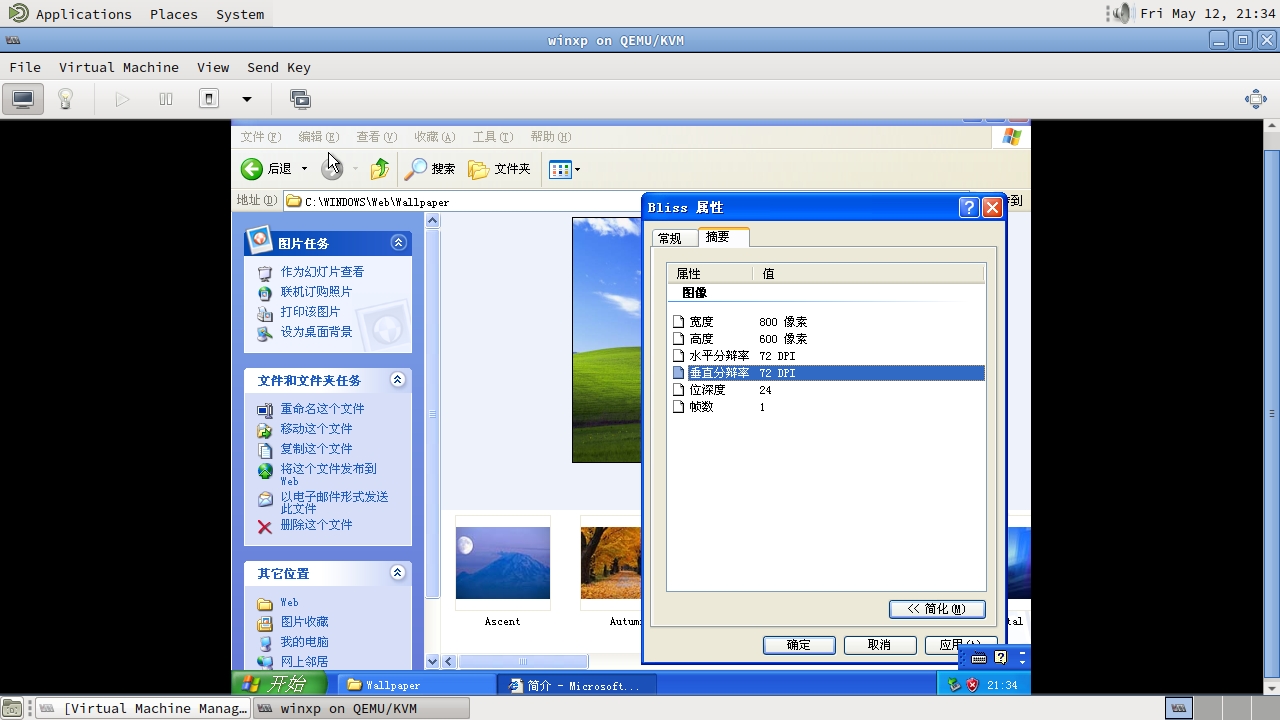 Applications Places System
Fri May 12, 21:34
winxp on QEMU/KVM
File Virtual Machine View Send Key
文件(F) 编辑(E) 查看(V) 收藏(A) 工具(T) 帮助(H)
后退 搜索 文件夹
地址(D) C:\WINDOWS\Web\Wallpaper
到
Bliss 属性
图片任务
作为幻灯片查看
联机订购照片
打印该图片
设为桌面背景
文件和文件夹任务
重命名这个文件
移动这个文件
复制这个文件
将这个文件发布到
Web
以电子邮件形式发送
此文件
删除这个文件
其它位置
Web
图片收藏
我的电脑
网上邻居
Ascent
Autum
常规 摘要
属性 值
图像
宽度 800 像素
高度 600 像素
水平分辩率 72 DPI
垂直分辩率 72 DPI
位深度 24
帧数 1
<< 简化(M)
tal
确定 取消 应用(A)
开始 Wallpaper 简介 - Microsoft... 21:34
[Virtual Machine Manag... winxp on QEMU/KVM